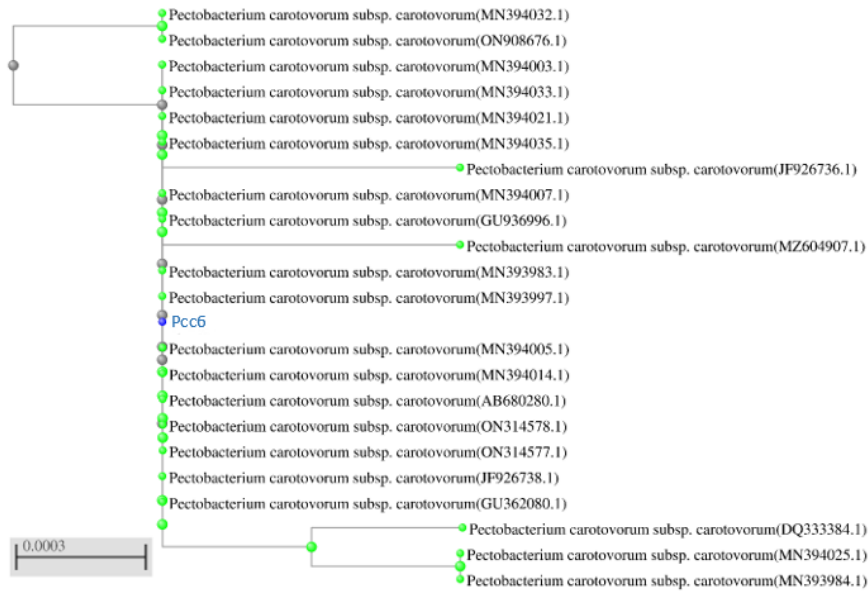 Pectobacterium carotovorum subsp. carotovorum(MN394032.1)
Pectobacterium carotovorum subsp. carotovorum(ON908676.1)
Pectobacterium carotovorum subsp. carotovorum(MN394003.1)
Pectobacterium carotovorum subsp. carotovorum(MN394033.1)
Pectobacterium carotovorum subsp. carotovorum(MN394021.1)
Pectobacterium carotovorum subsp. carotovorum(MN394035.1)
Pectobacterium carotovorum subsp. carotovorum(JF926736.1)
Pectobacterium carotovorum subsp. carotovorum(MN394007.1)
Pectobacterium carotovorum subsp. carotovorum(GU936996.1)
Pectobacterium carotovorum subsp. carotovorum(MZ604907.1)
Pectobacterium carotovorum subsp. carotovorum(MN393983.1)
Pectobacterium carotovorum subsp. carotovorum(MN393997.1)
Pcc6
Pectobacterium carotovorum subsp. carotovorum(MN394005.1)
Pectobacterium carotovorum subsp. carotovorum(MN394014.1)
Pectobacterium carotovorum subsp. carotovorum(AB680280.1)
Pectobacterium carotovorum subsp. carotovorum(ON314578.1)
Pectobacterium carotovorum subsp. carotovorum(ON314577.1)
Pectobacterium carotovorum subsp. carotovorum(JF926738.1)
Pectobacterium carotovorum subsp. carotovorum(GU362080.1)
Pectobacterium carotovorum subsp. carotovorum(DQ333384.1)
0.0003
Pectobacterium carotovorum subsp. carotovorum(MN394025.1)
Pectobacterium carotovorum subsp. carotovorum(MN393984.1)